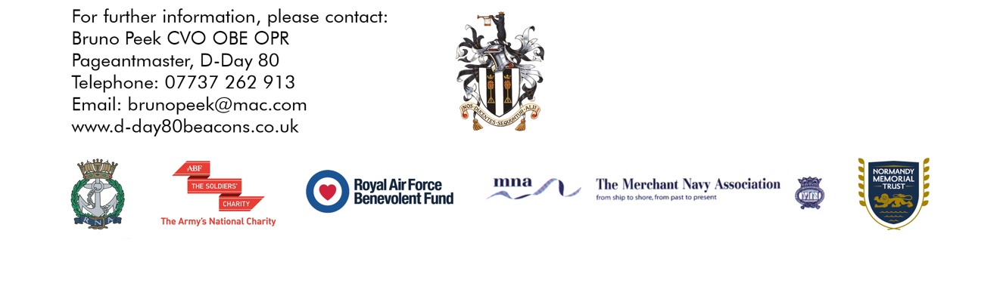 For further information, please contact:
Bruno Peek CVO OBE OPR
Pageantmaster, D-Day 80
Telephone: 07737 262 913
Email: brunopeek@mac.com
www.d-day80beacons.co.uk
NOS · DUCENTES · SEQUUNTUR · ALII
R N A
ABF
THE SOLDIERS'
CHARITY
The Army's National Charity
Royal Air Force
Benevolent Fund
mna
The Merchant Navy Association
from ship to shore, from past to present
MN
NORMANDY
MEMORIAL
TRUST